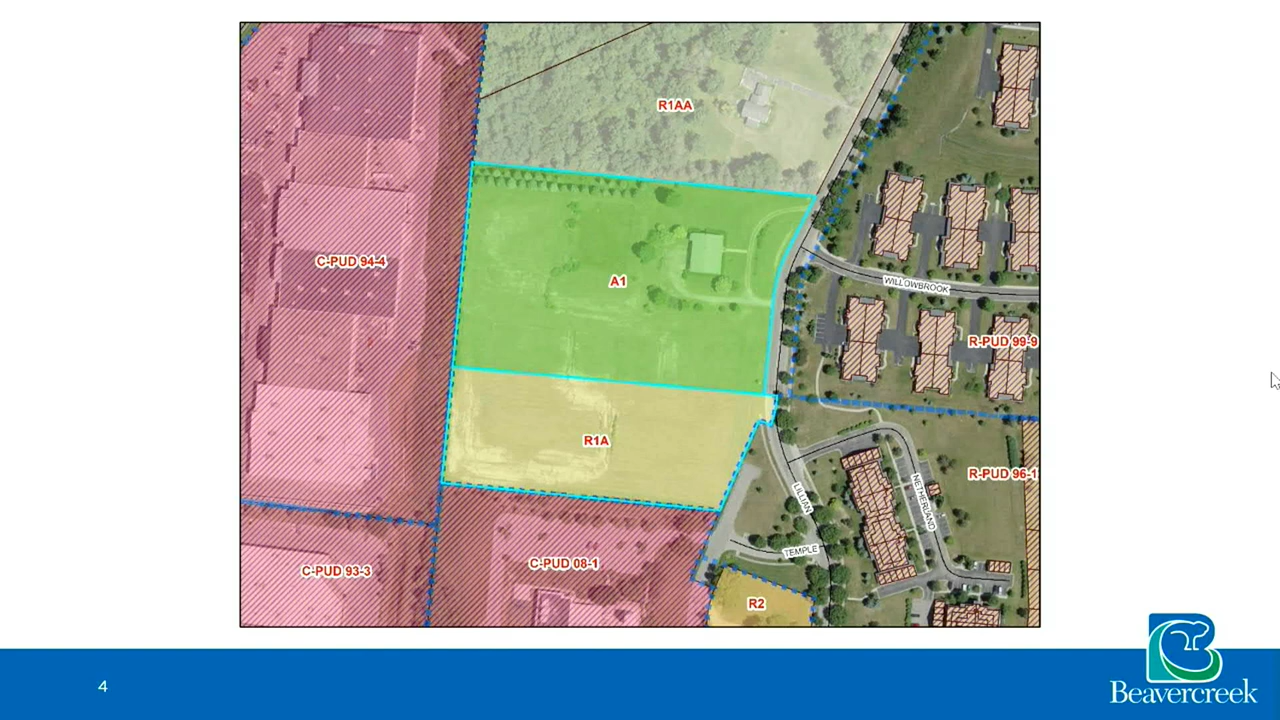 R1AA
C-PUD 94-4
A1
WILLOWBROOK
R-PUD 99-9
R1A
R-PUD 96-1
LILLIAN
NETHERLAND
TEMPLE
C-PUD 93-3
C-PUD 08-1
R2
4
Beavercreek